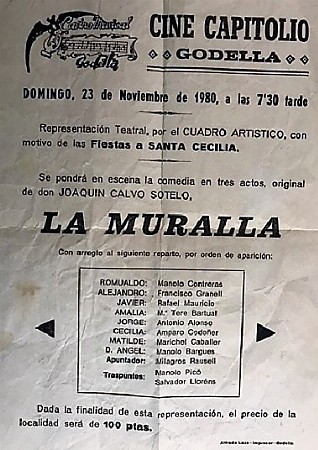 Casino Musical
Godella
CINE CAPITOLIO
GODELLA
DOMINGO, 23 de Noviembre de 1980, a las 7'30 tarde
Representación Teatral, por el CUADRO ARTISTICO, con
motivo de las Fiestas a SANTA CECILIA.
Se pondrá en escena la comedia en tres actos, original
de don JOAQUIN CALVO SOTELO,
LA MURALLA
Con arreglo al siguiente reparto, por orden de aparición:
ROMUALDO: Manolo Contreras
ALEJANDRO: Francisco Granell
JAVIER: Rafael Mauricio
AMALIA: M.ª Tere Bartual
JORGE: Antonio Alonso
CECILIA: Amparo Codoñer
MATILDE: Marichel Caballer
D. ANGEL: Manolo Bargues
Apuntador: Milagros Rausell
Traspuntes: Manolo Picó
Salvador Lloréns
Dada la finalidad de esta representación, el precio de la
localidad será de 100 ptas.